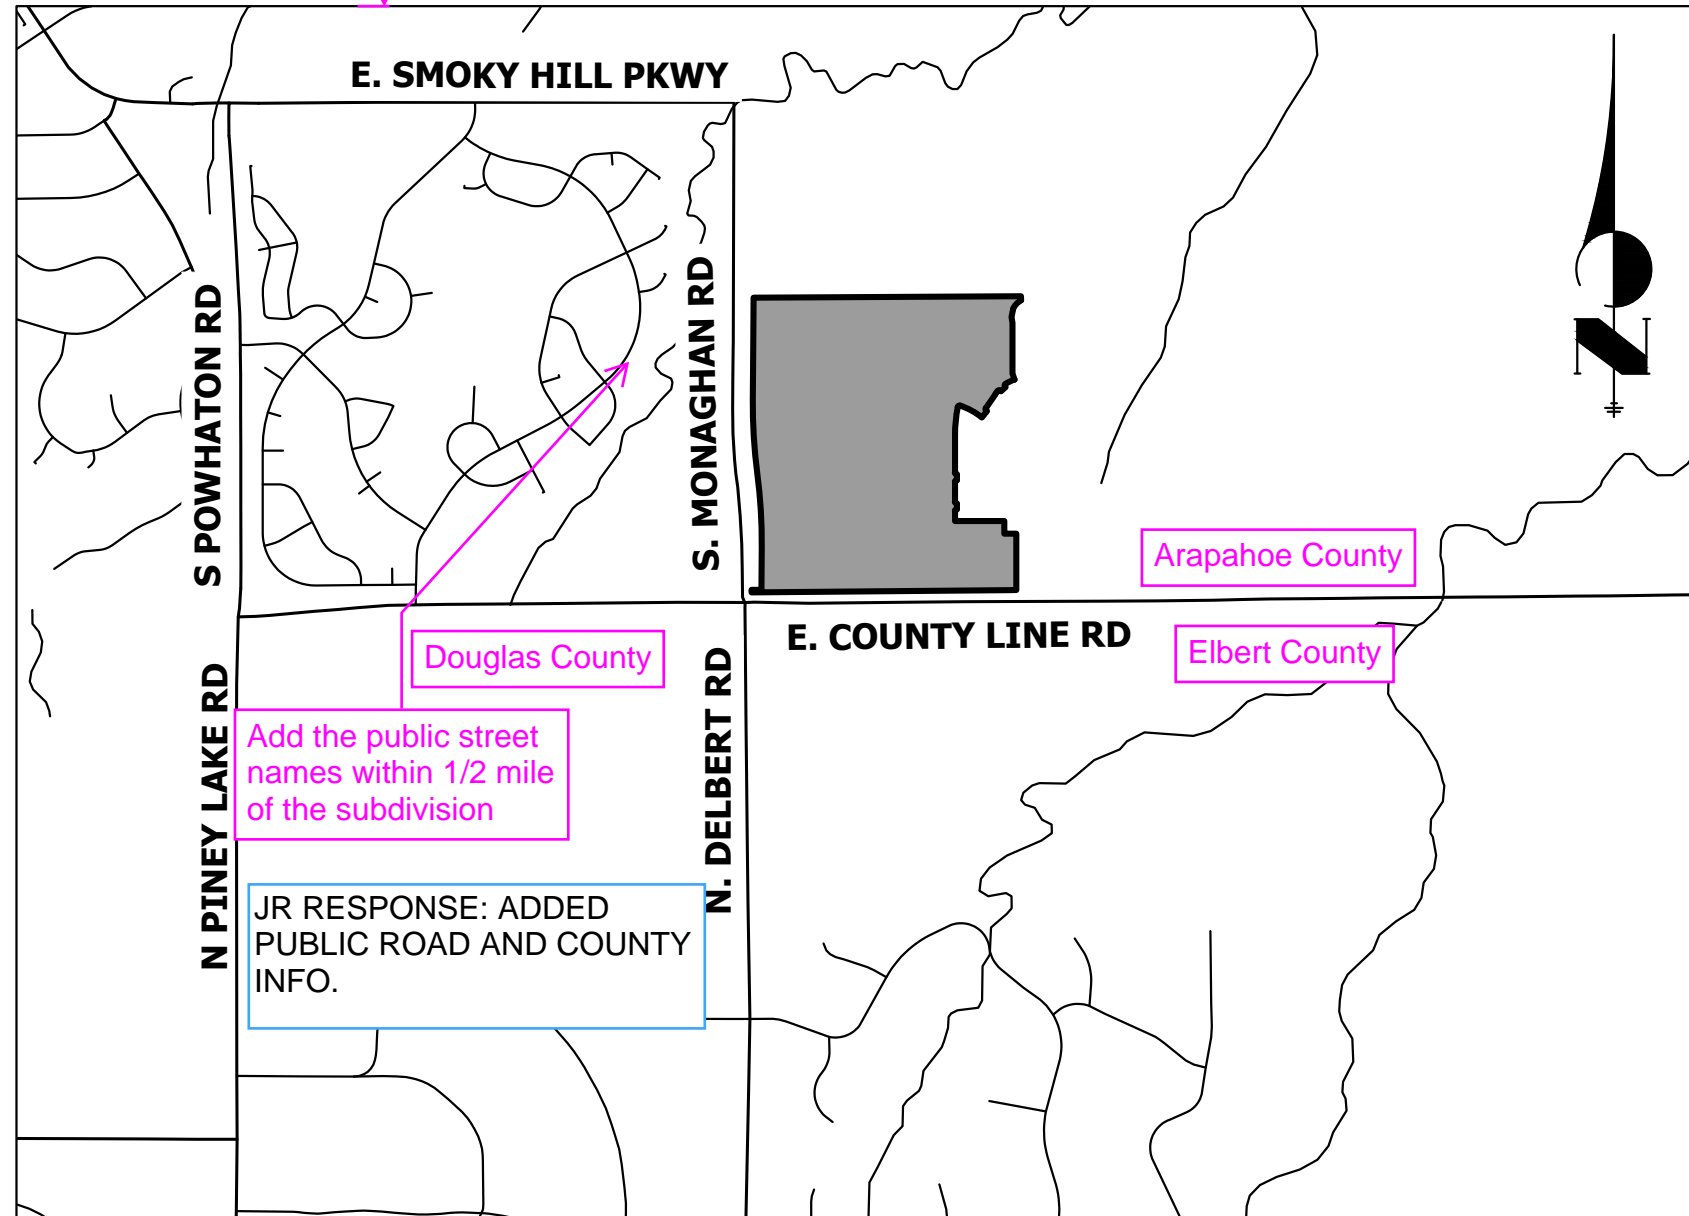 E. SMOKY HILL PKWY
S POWHATON RD
S. MONAGHAN RD
N
Arapahoe County
E. COUNTY LINE RD
Douglas County
Elbert County
N PINEY LAKE RD
N. DELBERT RD
Add the public street
names within 1/2 mile
of the subdivision
JR RESPONSE: ADDED
PUBLIC ROAD AND COUNTY
INFO.